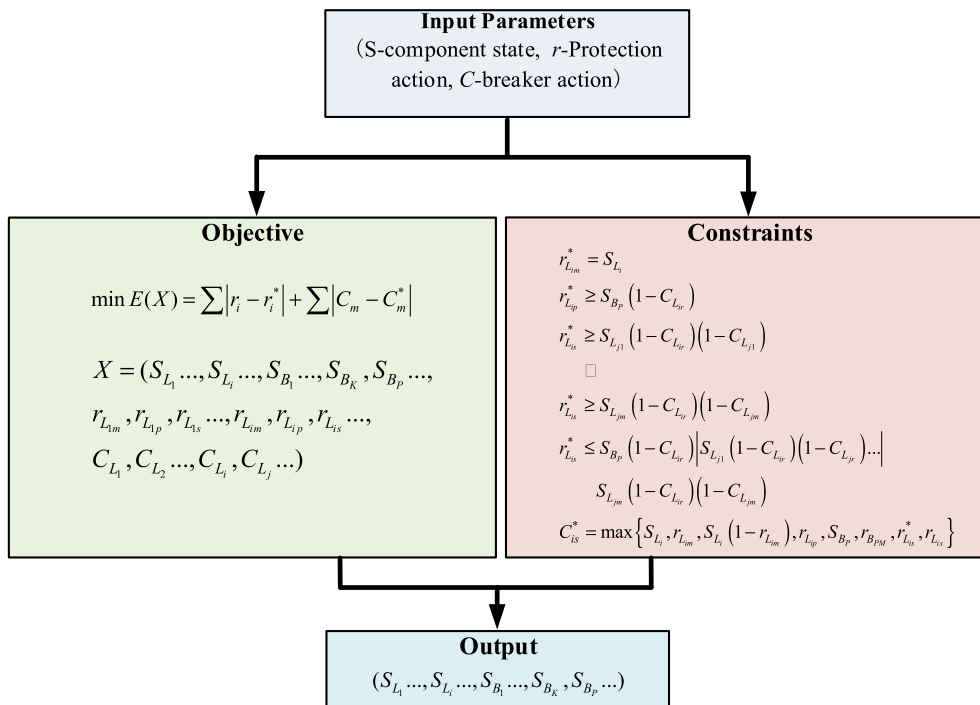 Input Parameters
（S-component state, r-Protection
action, C-breaker action）
Objective
min E(X) = ∑|r_i − r_i^*| + ∑|C_m − C_m^*|
X = (S_{L_1}..., S_{L_i}..., S_{B_1}..., S_{B_K}, S_{B_P}...,
r_{L_{1m}}, r_{L_{1p}}, r_{L_{1s}}..., r_{L_{im}}, r_{L_{ip}}, r_{L_{is}}...,
C_{L_1}, C_{L_2}..., C_{L_i}, C_{L_j}...)
Constraints
r^*_{L_{im}} = S_{L_i}
r^*_{L_{ip}} ≥ S_{B_P}(1−C_{L_{ir}})
r^*_{L_{is}} ≥ S_{L_{j1}}(1−C_{L_{ir}})(1−C_{L_{j1}})
□
r^*_{L_{is}} ≥ S_{L_{jm}}(1−C_{L_{ir}})(1−C_{L_{jm}})
r^*_{L_{is}} ≤ S_{B_P}(1−C_{L_{ir}})|S_{L_{j1}}(1−C_{L_{ir}})(1−C_{L_{jr}})...|
S_{L_{jm}}(1−C_{L_{ir}})(1−C_{L_{jm}})
C^*_{is} = max{S_{L_i}, r_{L_{im}}, S_{L_i}(1−r_{L_{im}}), r_{L_{ip}}, S_{B_P}, r_{B_{PM}}, r^*_{L_{is}}, r_{L_{is}}}
Output
(S_{L_1}..., S_{L_i}..., S_{B_1}..., S_{B_K}, S_{B_P}...)